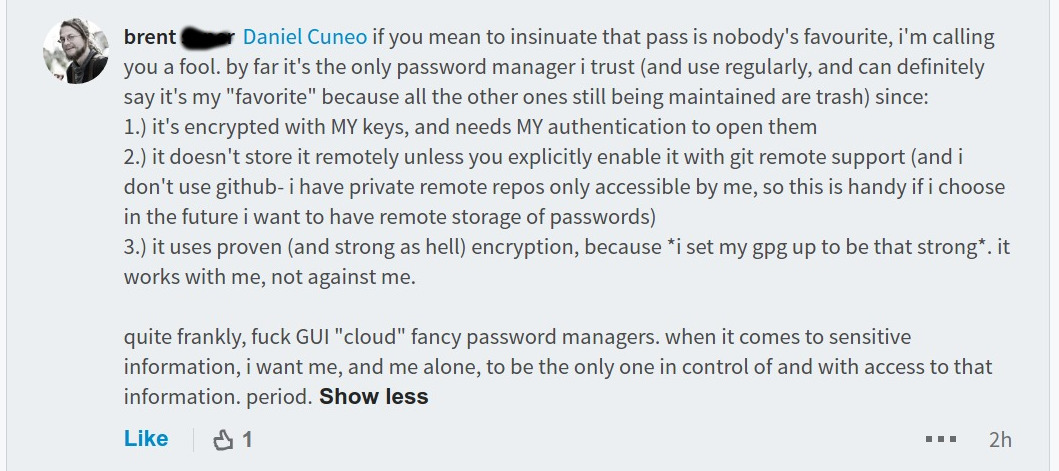 brent Daniel Cuneo if you mean to insinuate that pass is nobody's favourite, i'm calling
you a fool. by far it's the only password manager i trust (and use regularly, and can definitely
say it's my "favorite" because all the other ones still being maintained are trash) since:
1.) it's encrypted with MY keys, and needs MY authentication to open them
2.) it doesn't store it remotely unless you explicitly enable it with git remote support (and i
don't use github- i have private remote repos only accessible by me, so this is handy if i choose
in the future i want to have remote storage of passwords)
3.) it uses proven (and strong as hell) encryption, because *i set my gpg up to be that strong*. it
works with me, not against me.
quite frankly, fuck GUI "cloud" fancy password managers. when it comes to sensitive
information, i want me, and me alone, to be the only one in control of and with access to that
information. period. Show less
Like 1 2h